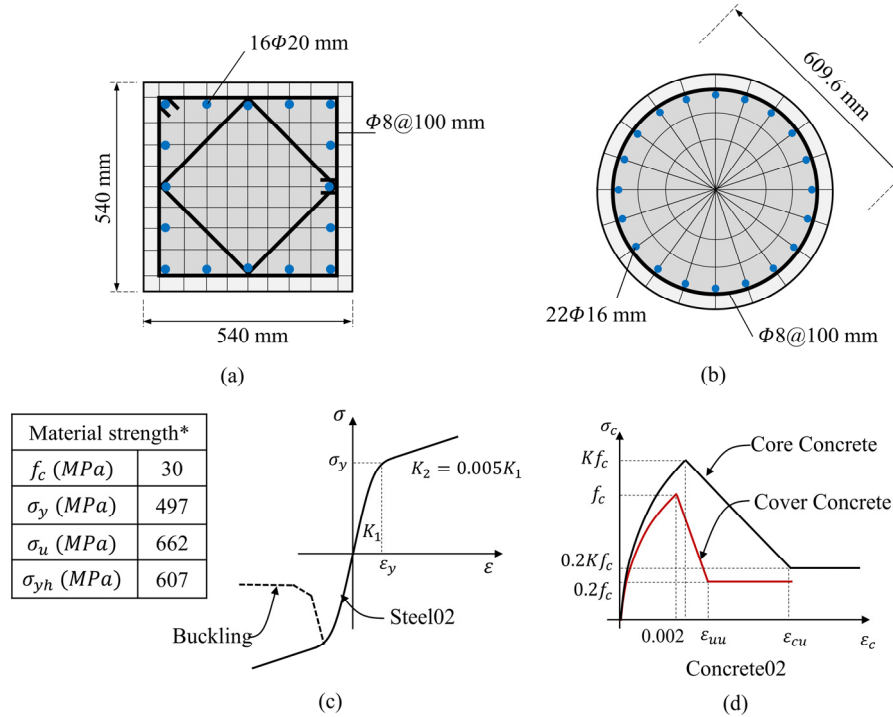 16Φ20 mm
Φ8@100 mm
540 mm
540 mm
(a)
609.6 mm
22Φ16 mm
Φ8@100 mm
(b)
Material strength*
f_c (MPa) 30
σ_y (MPa) 497
σ_u (MPa) 662
σ_yh (MPa) 607
σ
σ_y
K_2 = 0.005K_1
K_1
ε_y
ε
Buckling
Steel02
(c)
σ_c
Kf_c
Core Concrete
f_c
Cover Concrete
0.2Kf_c
0.2f_c
0.002
ε_uu
ε_cu
ε_c
Concrete02
(d)